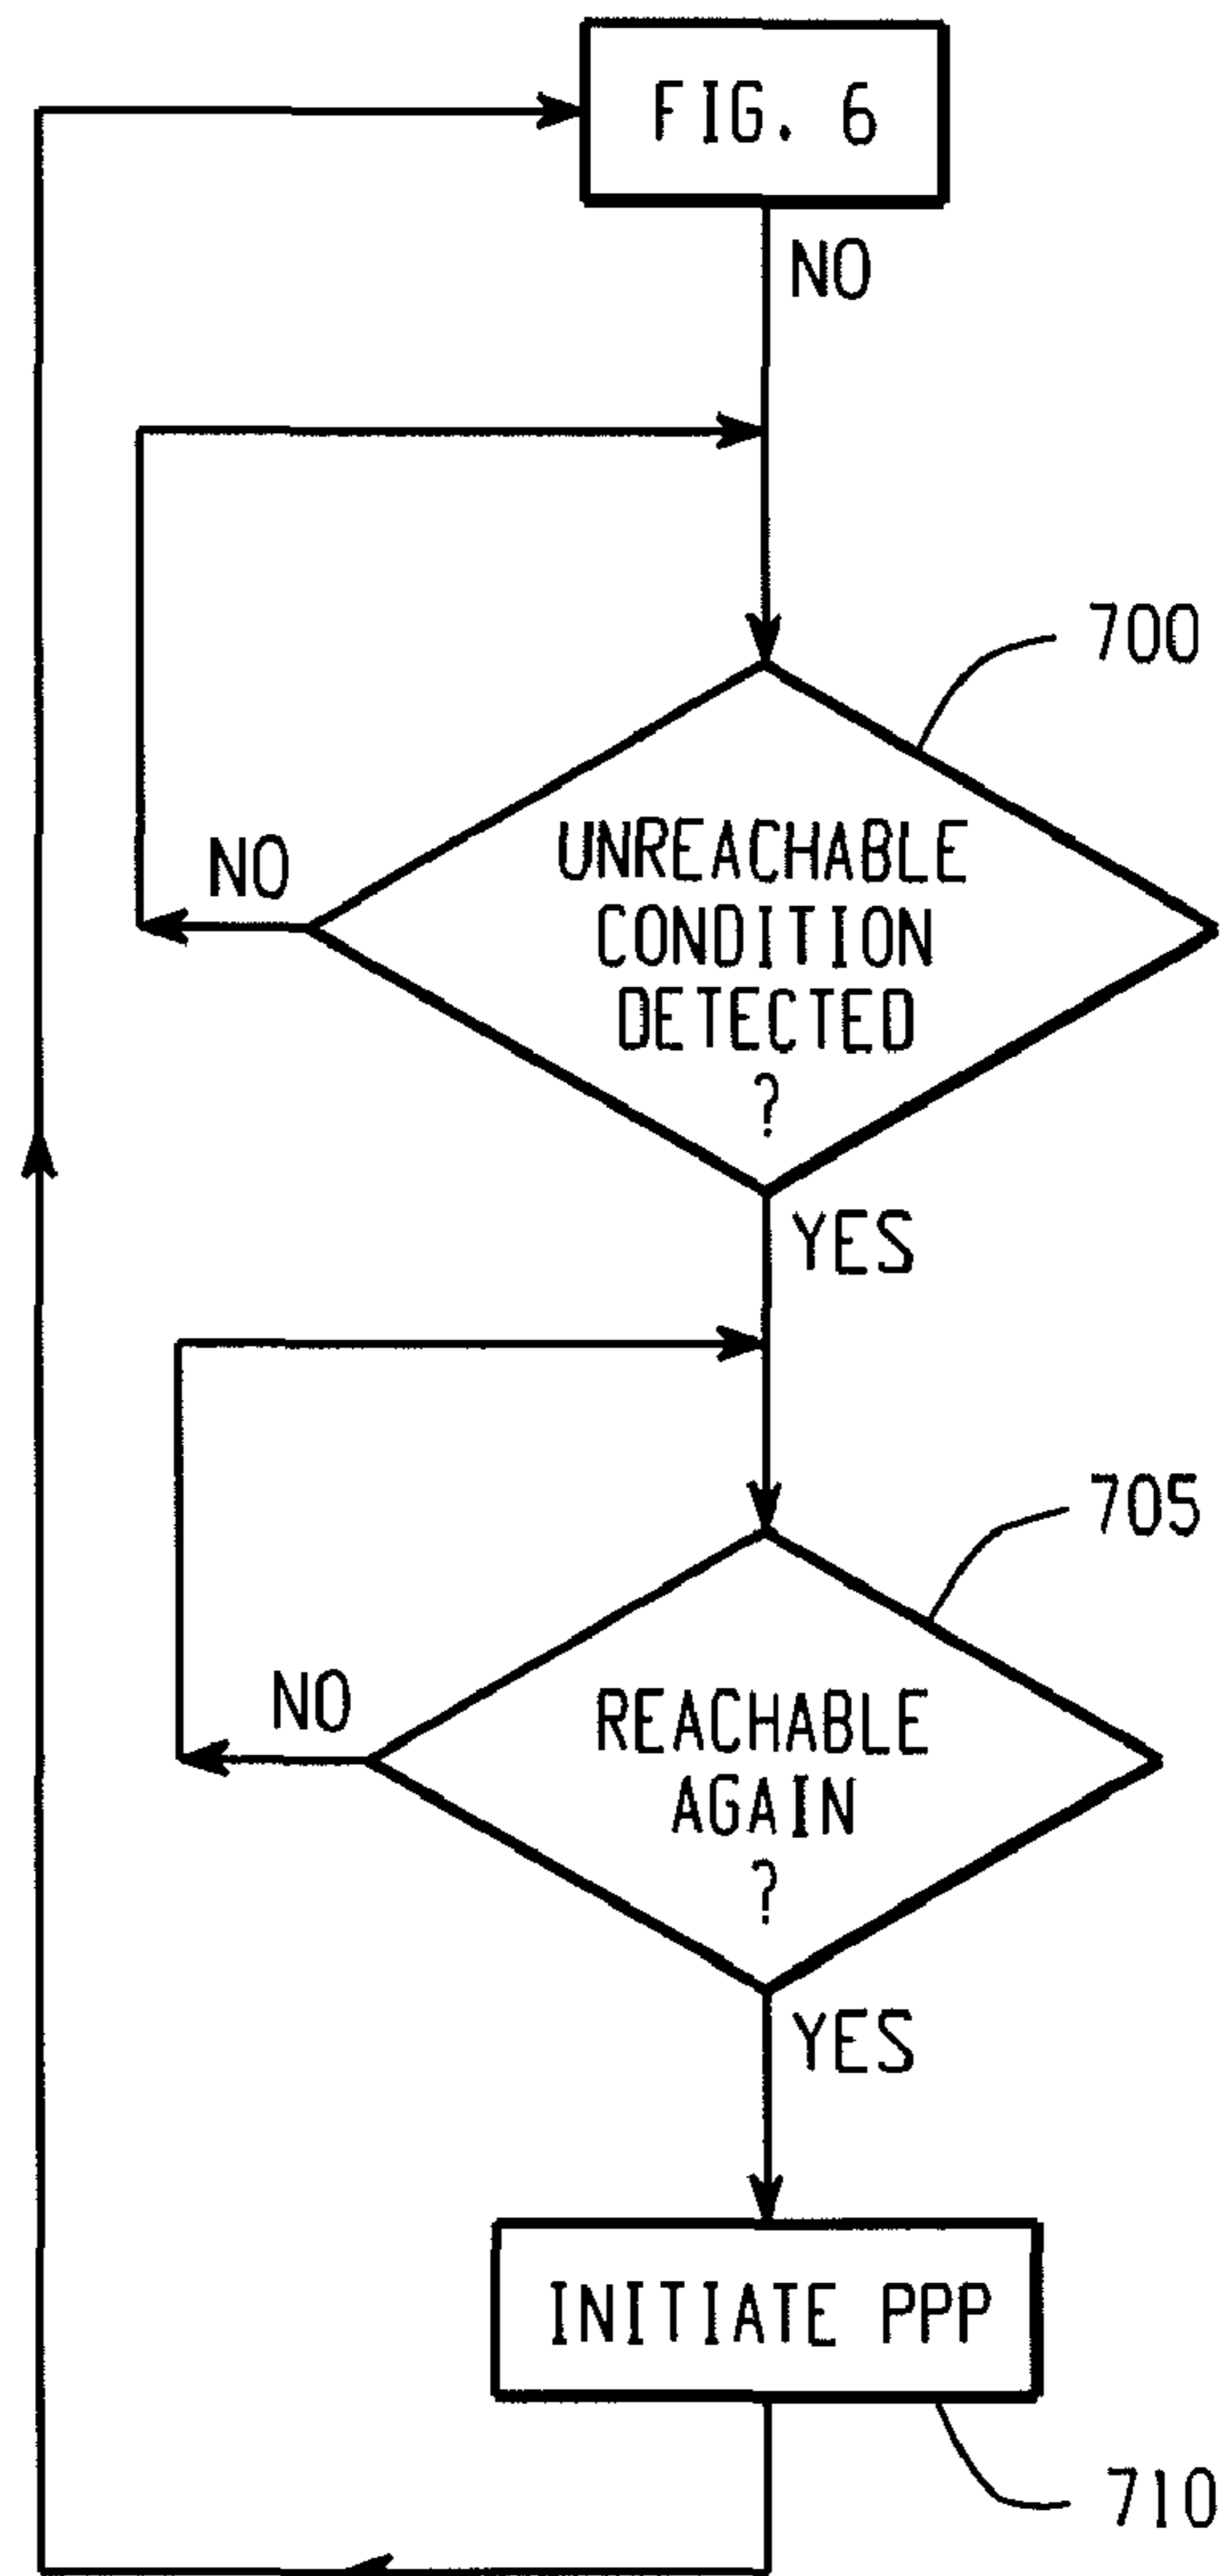 FIG. 6
NO
700
NO
UNREACHABLE
CONDITION
DETECTED
?
YES
705
NO
REACHABLE
AGAIN
?
YES
INITIATE PPP
710